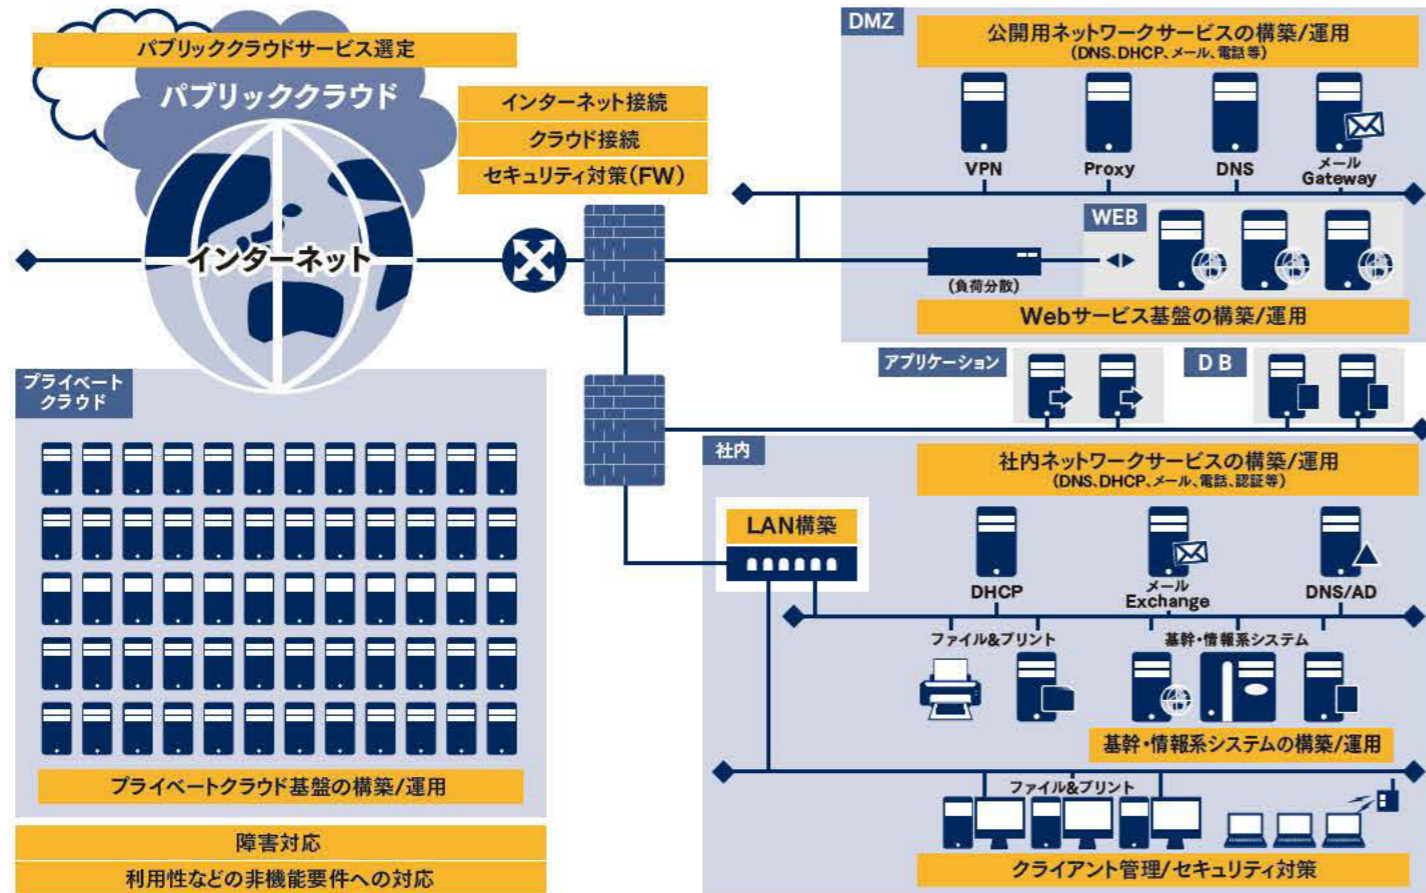 パブリッククラウドサービス選定
パブリッククラウド
インターネット
インターネット接続
クラウド接続
セキュリティ対策(FW)
DMZ
公開用ネットワークサービスの構築/運用
(DNS、DHCP、メール、電話等)
VPN
Proxy
DNS
メール
Gateway
WEB
(負荷分散)
Webサービス基盤の構築/運用
アプリケーション
DB
プライベート
クラウド
プライベートクラウド基盤の構築/運用
障害対応
利用性などの非機能要件への対応
社内
社内ネットワークサービスの構築/運用
(DNS、DHCP、メール、電話、認証等)
LAN構築
DHCP
メール
Exchange
DNS/AD
ファイル&プリント
基幹・情報系システム
基幹・情報系システムの構築/運用
ファイル&プリント
クライアント管理/セキュリティ対策